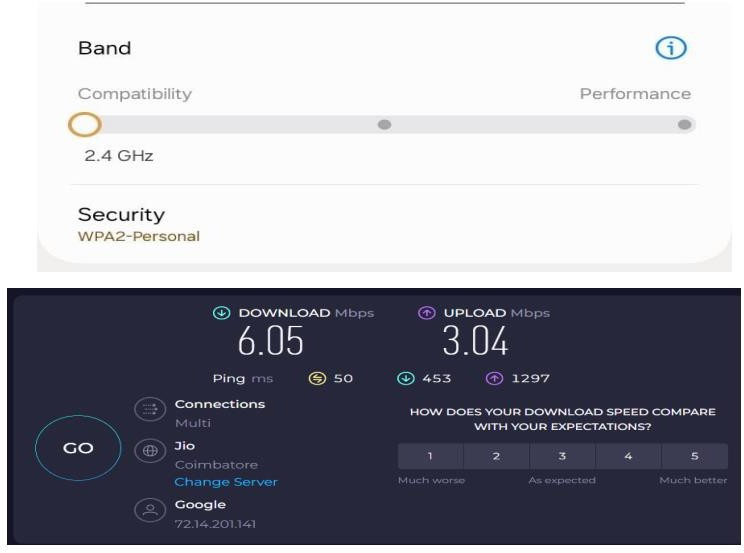 Band
Compatibility Performance
2.4 GHz
Security
WPA2-Personal
DOWNLOAD Mbps UPLOAD Mbps
6.05 3.04
Ping ms 50 453 1297
Connections
Multi
GO
Jio
Coimbatore
Change Server
Google
72.14.201.141
HOW DOES YOUR DOWNLOAD SPEED COMPARE
WITH YOUR EXPECTATIONS?
1 2 3 4 5
Much worse As expected Much better